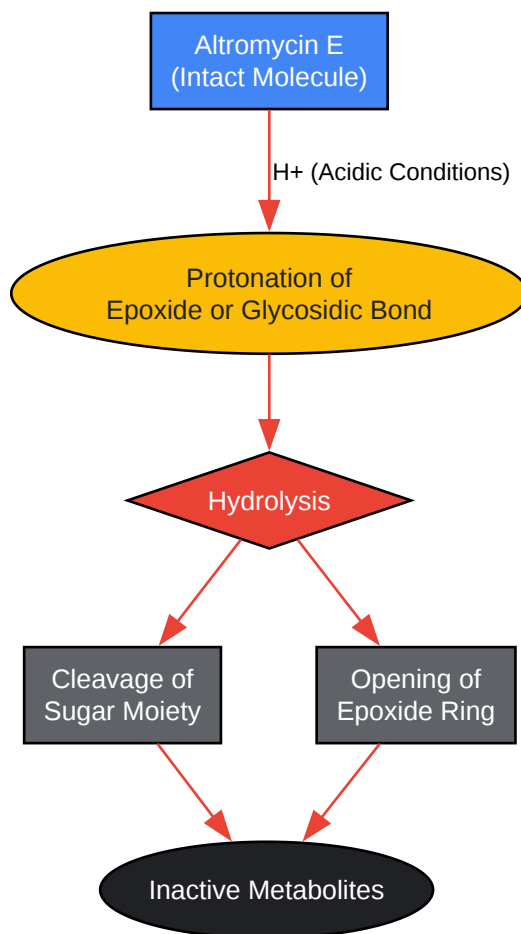 Altromycin E
(Intact Molecule)
H+ (Acidic Conditions)
Protonation of
Epoxide or Glycosidic Bond
Hydrolysis
Cleavage of
Sugar Moiety
Opening of
Epoxide Ring
Inactive Metabolites